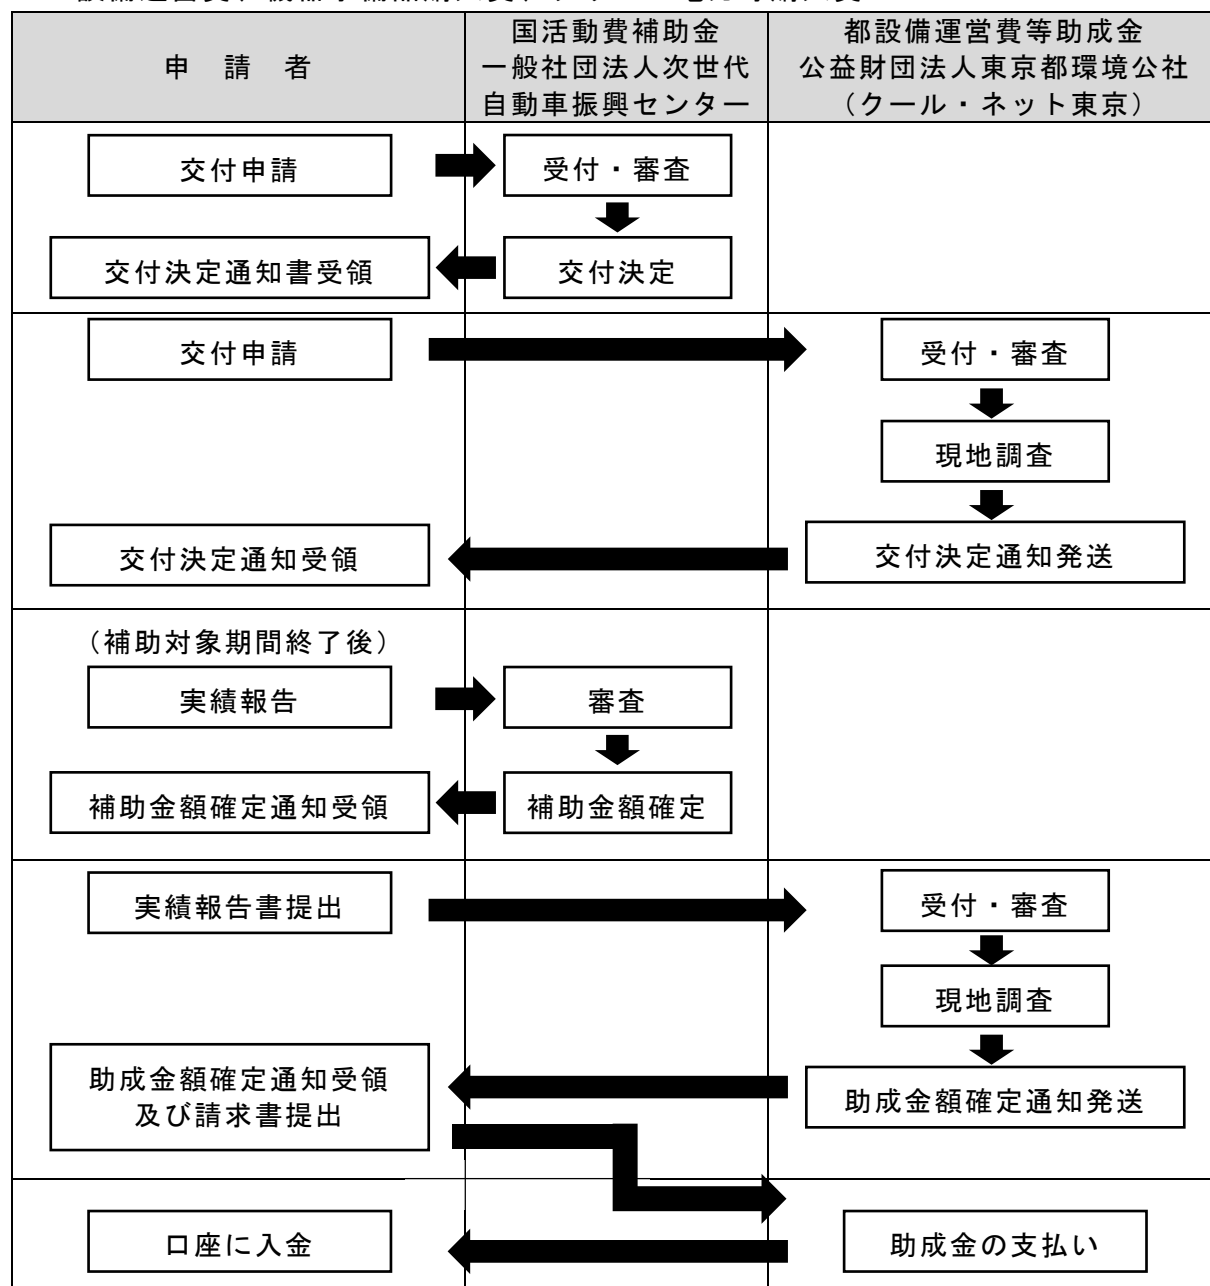 申　請　者
国活動費補助金
一般社団法人次世代
自動車振興センター
都設備運営費等助成金
公益財団法人東京都環境公社
（クール・ネット東京）
交付申請
受付・審査
交付決定通知書受領
交付決定
交付申請
受付・審査
現地調査
交付決定通知受領
交付決定通知発送
（補助対象期間終了後）
実績報告
審査
補助金額確定通知受領
補助金額確定
実績報告書提出
受付・審査
現地調査
助成金額確定通知受領
及び請求書提出
助成金額確定通知発送
口座に入金
助成金の支払い